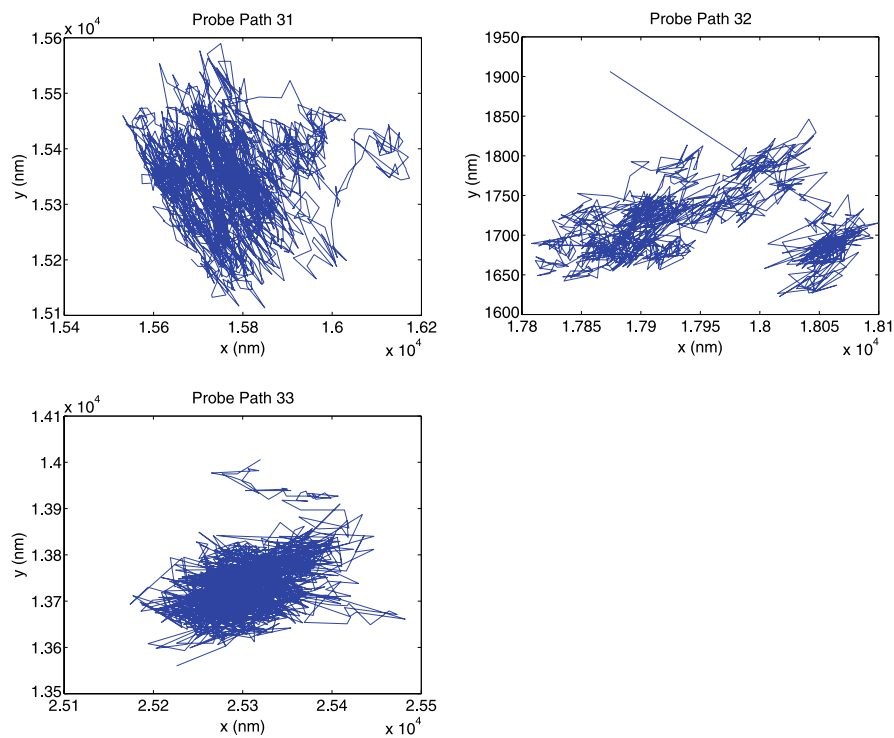 Probe Path 31
x 10^4
1.56
1.55
1.54
1.53
1.52
1.51
y (nm)
1.54
1.56
1.58
1.6
1.62
x (nm)
x 10^4
Probe Path 32
1950
1900
1850
1800
1750
1700
1650
1600
y (nm)
1.78
1.785
1.79
1.795
1.8
1.805
1.81
x (nm)
x 10^4
Probe Path 33
x 10^4
1.41
1.4
1.39
1.38
1.37
1.36
1.35
y (nm)
2.51
2.52
2.53
2.54
2.55
x (nm)
x 10^4